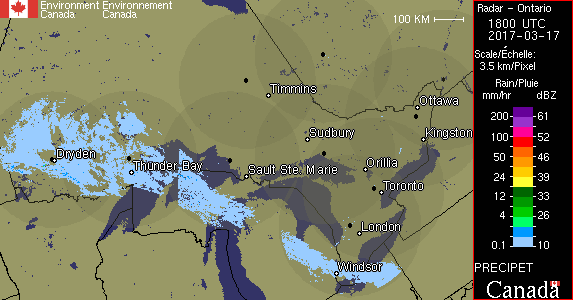 Environment Environnement
Canada Canada
100 KM
Timmins
Ottawa
Sudbury
Kingston
Dryden
Thunder Bay
Sault Ste. Marie
Orillia
Toronto
London
Windsor
Radar - Ontario
1800 UTC
2017-03-17
Scale/Échelle:
3.5 km/Pixel
Rain/Pluie
mm/hr dBZ
200 61
100 52
50 46
24 39
12 33
4 26
0.1 10
PRECIPET
Canada